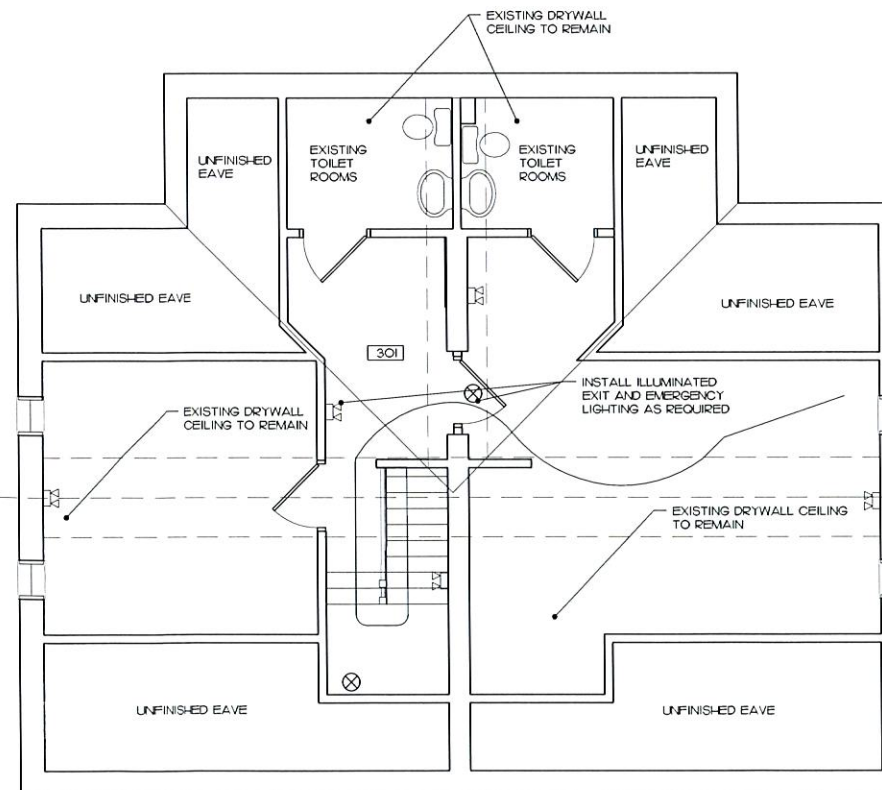 EXISTING DRYWALL
CEILING TO REMAIN
UNFINISHED
EAVE
EXISTING
TOILET
ROOMS
EXISTING
TOILET
ROOMS
UNFINISHED
EAVE
UNFINISHED EAVE
UNFINISHED EAVE
301
INSTALL ILLUMINATED
EXIT AND EMERGENCY
LIGHTING AS REQUIRED
EXISTING DRYWALL
CEILING TO REMAIN
EXISTING DRYWALL CEILING
TO REMAIN
UNFINISHED EAVE
UNFINISHED EAVE